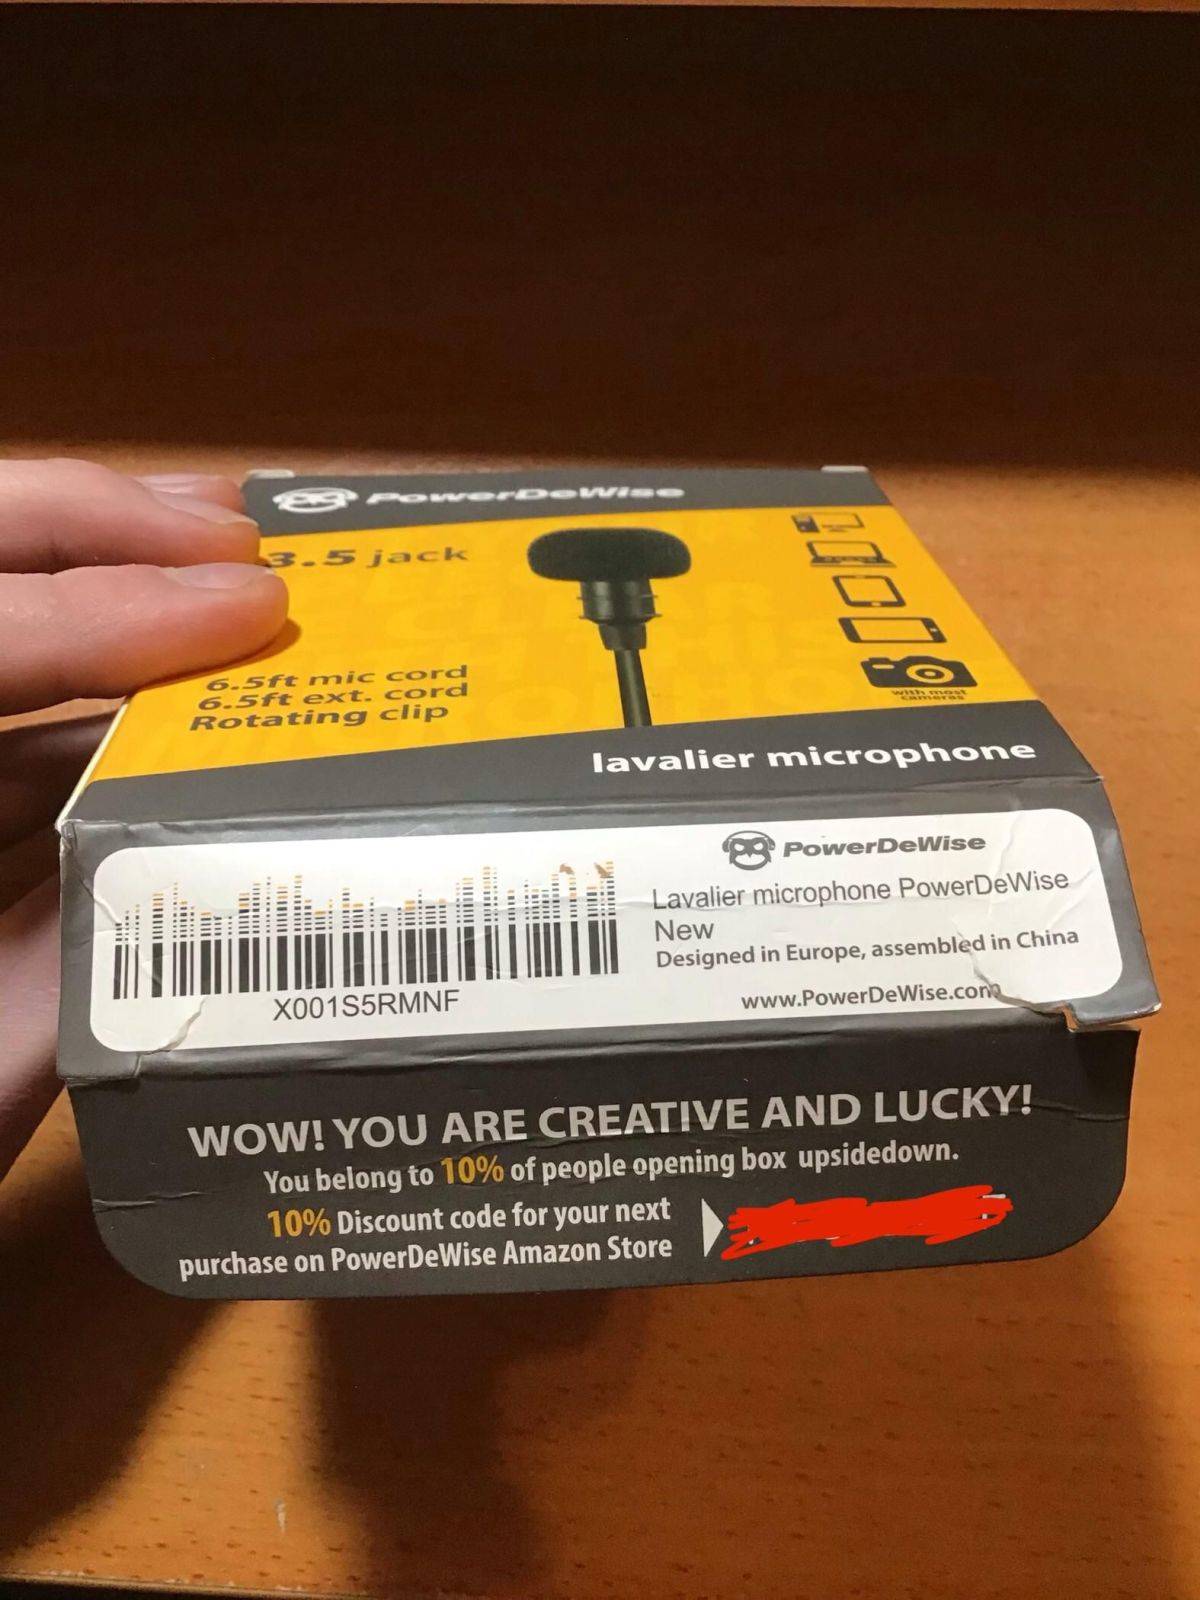 PowerDeWise
3.5 jack
6.5ft mic cord
6.5ft ext. cord
Rotating clip
with most
cameras
lavalier microphone
PowerDeWise
Lavalier microphone PowerDeWise
New
Designed in Europe, assembled in China
www.PowerDeWise.com
X001S5RMNF
WOW! YOU ARE CREATIVE AND LUCKY!
You belong to 10% of people opening box upsidedown.
10% Discount code for your next
purchase on PowerDeWise Amazon Store